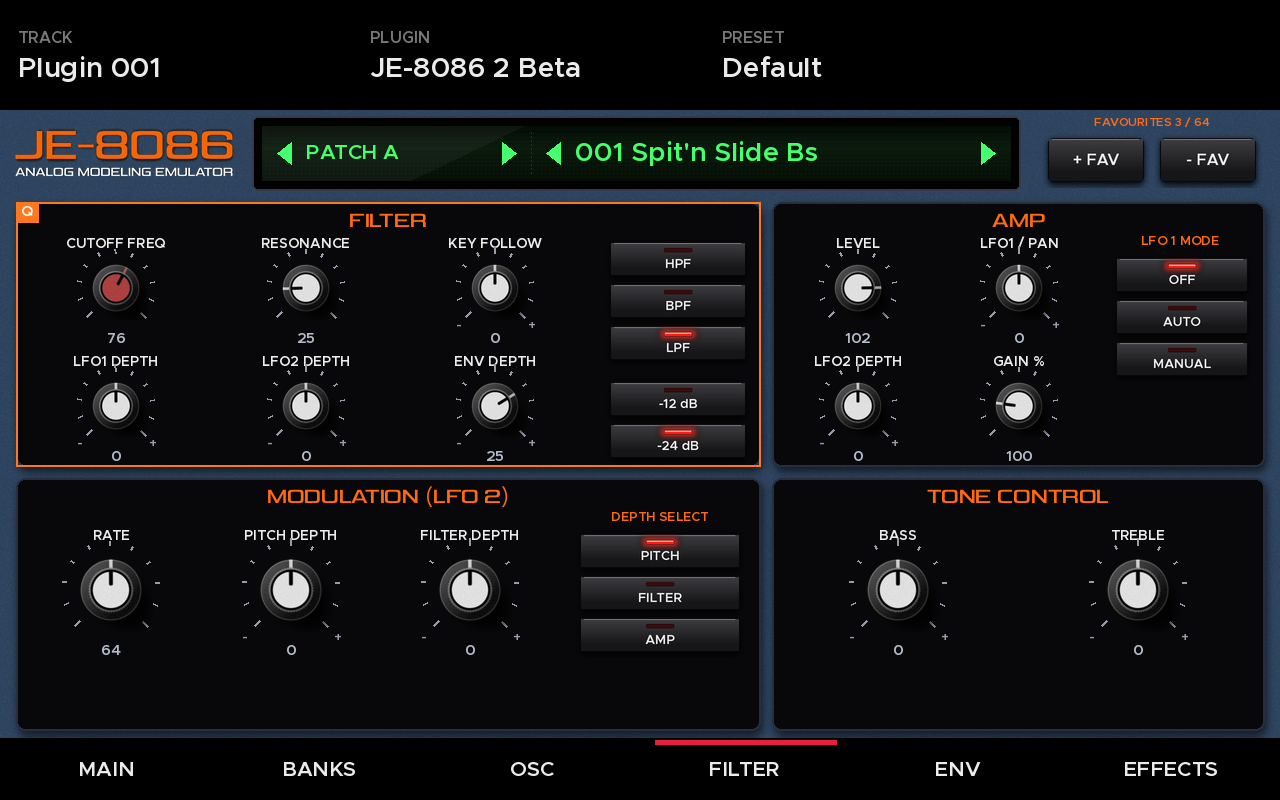 TRACK
Plugin 001
PLUGIN
JE-8086 2 Beta
PRESET
Default
JE-8086
ANALOG MODELING EMULATOR
PATCH A
001 Spit'n Slide Bs
FAVOURITES 3 / 64
+ FAV
- FAV
Q
FILTER
CUTOFF FREQ
RESONANCE
KEY FOLLOW
- +
76
25
0
LFO1 DEPTH
LFO2 DEPTH
ENV DEPTH
- +
- +
- +
0
0
25
HPF
BPF
LPF
-12 dB
-24 dB
AMP
LEVEL
LFO1 / PAN
- +
102
0
LFO2 DEPTH
GAIN %
- +
0
100
LFO 1 MODE
OFF
AUTO
MANUAL
MODULATION (LFO 2)
RATE
PITCH DEPTH
FILTER DEPTH
- +
- +
64
0
0
DEPTH SELECT
PITCH
FILTER
AMP
TONE CONTROL
BASS
TREBLE
- +
- +
0
0
MAIN
BANKS
OSC
FILTER
ENV
EFFECTS